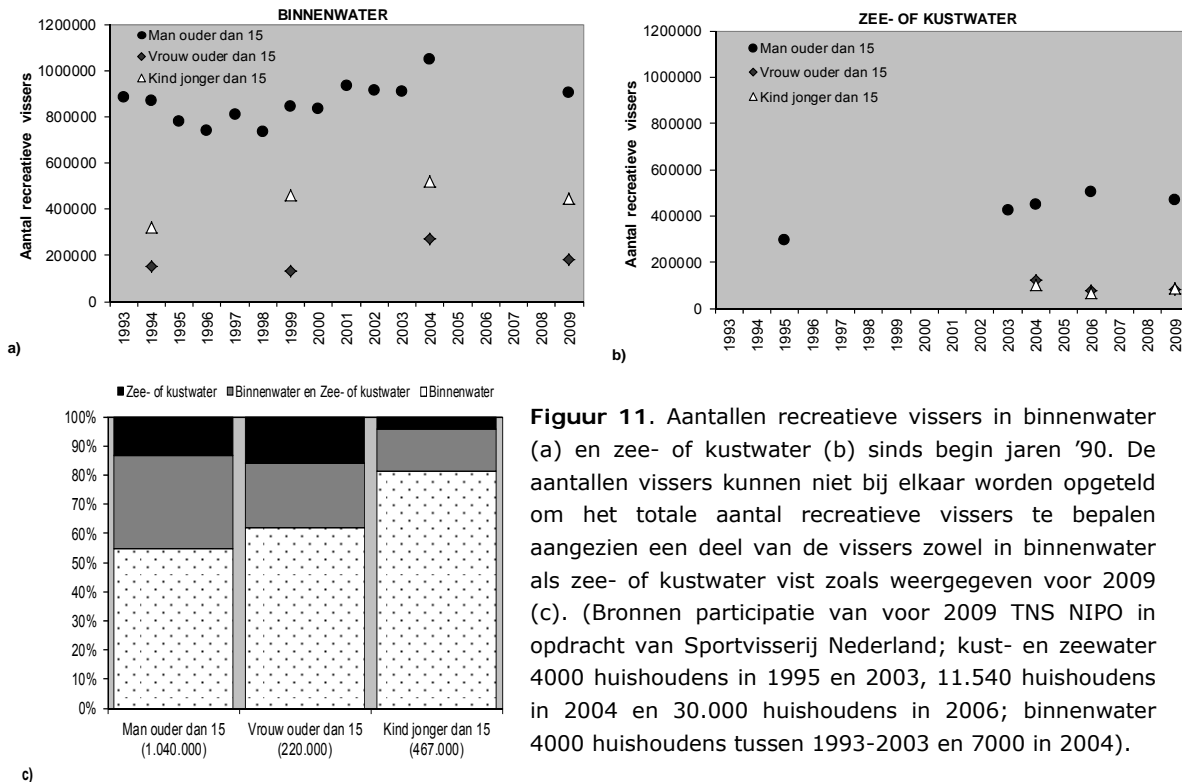 BINNENWATER
1200000
1000000
800000
600000
400000
200000
0
Aantal recreatieve vissers
Man ouder dan 15
Vrouw ouder dan 15
Kind jonger dan 15
1993
1994
1995
1996
1997
1998
1999
2000
2001
2002
2003
2004
2005
2006
2007
2008
2009
a)
ZEE- OF KUSTWATER
1200000
1000000
800000
600000
400000
200000
0
Aantal recreatieve vissers
Man ouder dan 15
Vrouw ouder dan 15
Kind jonger dan 15
1993
1994
1995
1996
1997
1998
1999
2000
2001
2002
2003
2004
2005
2006
2007
2008
2009
b)
Zee- of kustwater
Binnenwater en Zee- of kustwater
Binnenwater
100%
90%
80%
70%
60%
50%
40%
30%
20%
10%
0%
Man ouder dan 15
(1.040.000)
Vrouw ouder dan 15
(220.000)
Kind jonger dan 15
(467.000)
c)
Figuur 11. Aantallen recreatieve vissers in binnenwater
(a) en zee- of kustwater (b) sinds begin jaren ’90. De
aantallen vissers kunnen niet bij elkaar worden opgeteld
om het totale aantal recreatieve vissers te bepalen
aangezien een deel van de vissers zowel in binnenwater
als zee- of kustwater vist zoals weergegeven voor 2009
(c). (Bronnen participatie van voor 2009 TNS NIPO in
opdracht van Sportvisserij Nederland; kust- en zeewater
4000 huishoudens in 1995 en 2003, 11.540 huishoudens
in 2004 en 30.000 huishoudens in 2006; binnenwater
4000 huishoudens tussen 1993-2003 en 7000 in 2004).